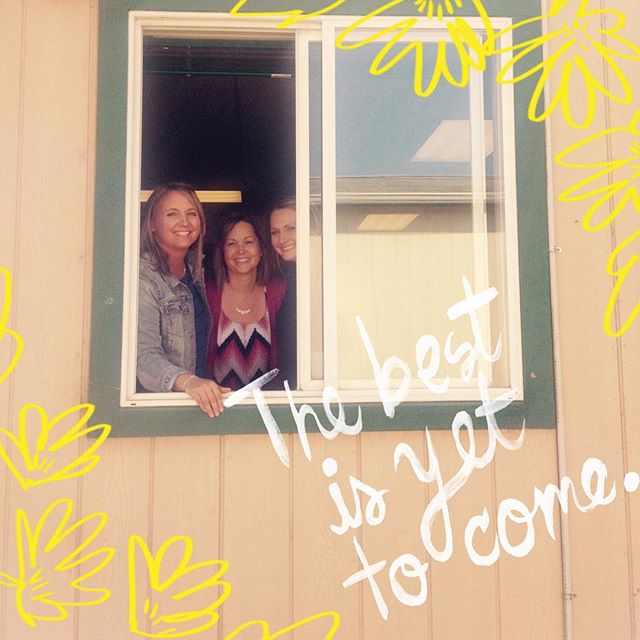 The best
is yet
to come.